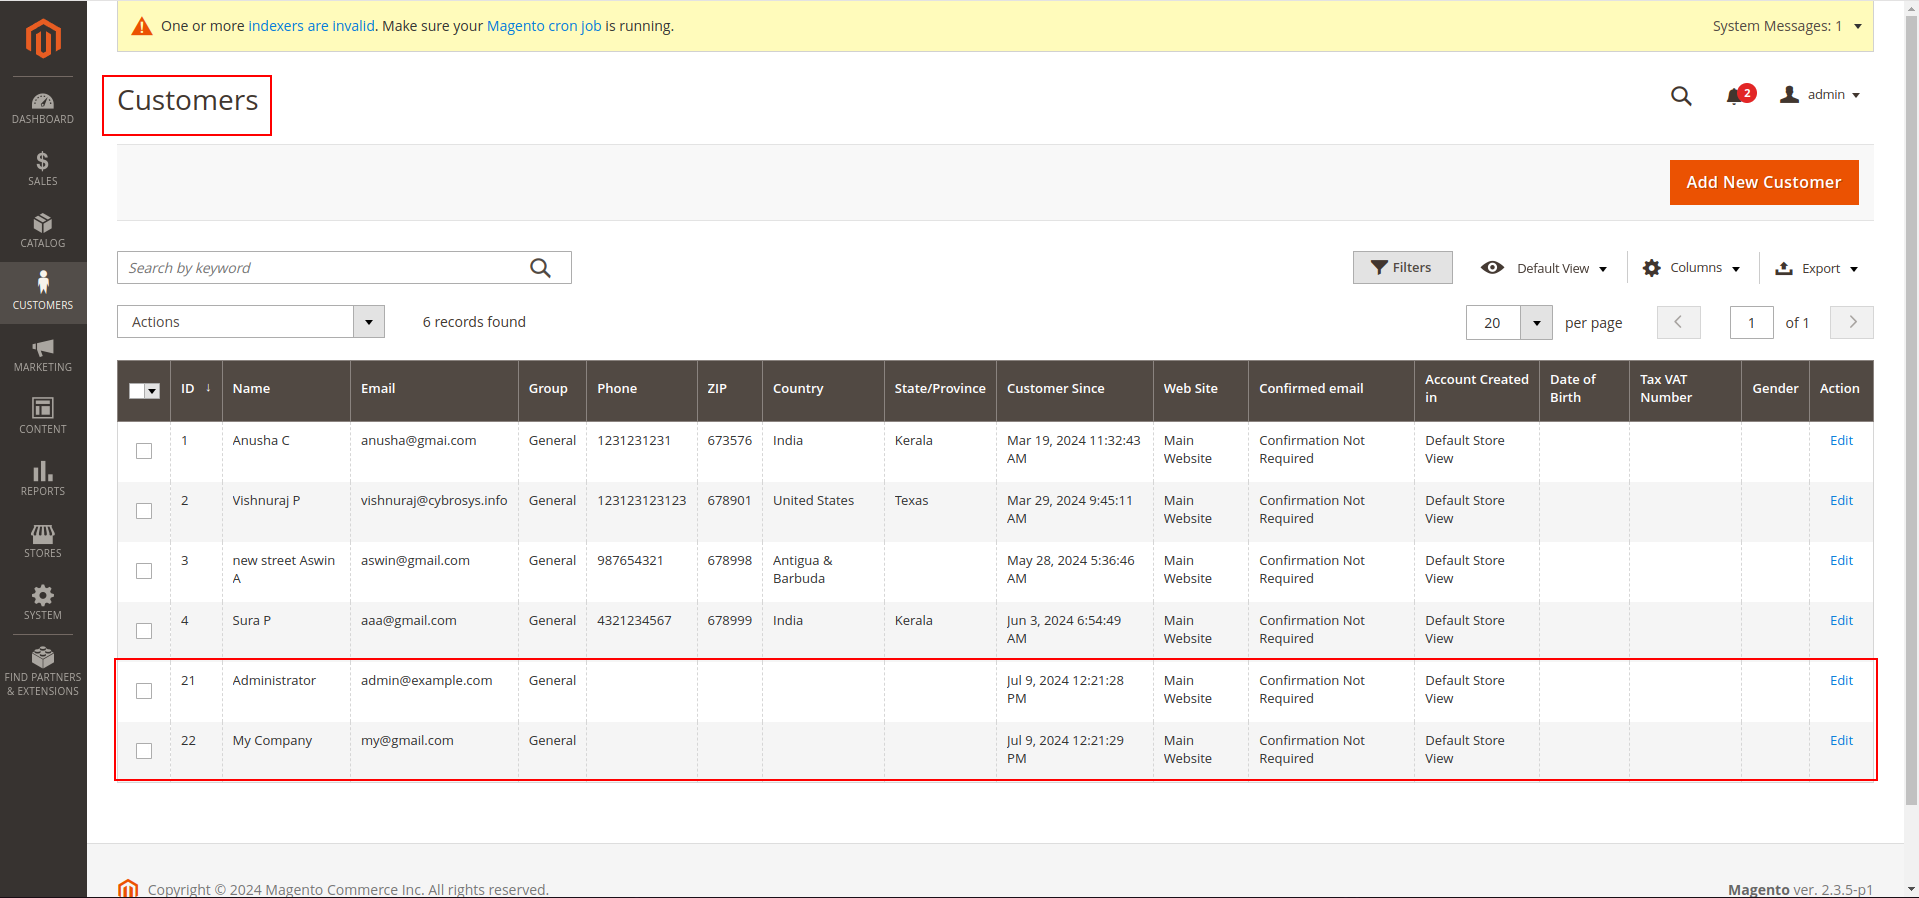 One or more indexers are invalid. Make sure your Magento cron job is running.
System Messages: 1
Customers
2
admin
DASHBOARD
SALES
CATALOG
CUSTOMERS
MARKETING
CONTENT
REPORTS
STORES
SYSTEM
FIND PARTNERS
& EXTENSIONS
Add New Customer
Search by keyword
Filters
Default View
Columns
Export
Actions
6 records found
20
per page
1
of 1
ID ↓ Name Email Group Phone ZIP Country State/Province Customer Since Web Site Confirmed email Account Created in Date of Birth Tax VAT Number Gender Action
1 Anusha C anusha@gmai.com General 1231231231 673576 India Kerala Mar 19, 2024 11:32:43 AM Main Website Confirmation Not Required Default Store View Edit
2 Vishnuraj P vishnuraj@cybrosys.info General 123123123123 678901 United States Texas Mar 29, 2024 9:45:11 AM Main Website Confirmation Not Required Default Store View Edit
3 new street Aswin A aswin@gmail.com General 987654321 678998 Antigua & Barbuda May 28, 2024 5:36:46 AM Main Website Confirmation Not Required Default Store View Edit
4 Sura P aaa@gmail.com General 4321234567 678999 India Kerala Jun 3, 2024 6:54:49 AM Main Website Confirmation Not Required Default Store View Edit
21 Administrator admin@example.com General Jul 9, 2024 12:21:28 PM Main Website Confirmation Not Required Default Store View Edit
22 My Company my@gmail.com General Jul 9, 2024 12:21:29 PM Main Website Confirmation Not Required Default Store View Edit
Copyright © 2024 Magento Commerce Inc. All rights reserved.
Magento ver. 2.3.5-p1